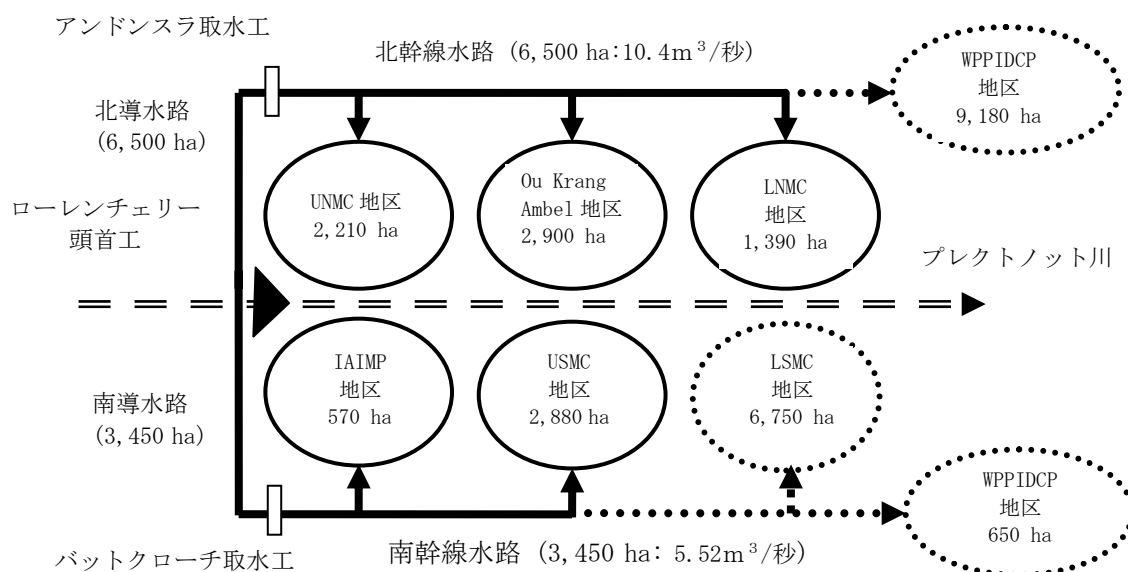 アンドンスラ取水工
北幹線水路 (6,500 ha:10.4m³/秒)
WPPIDCP
地区
9,180 ha
北導水路
(6,500 ha)
UNMC 地区
2,210 ha
Ou Krang
Ambel 地区
2,900 ha
LNMC
地区
1,390 ha
ローレンチェリー
頭首工
プレクトノット川
IAIMP
地区
570 ha
USMC
地区
2,880 ha
LSMC
地区
6,750 ha
南導水路
(3,450 ha)
WPPIDCP
地区
650 ha
バットクローチ取水工
南幹線水路 (3,450 ha: 5.52m³/秒)